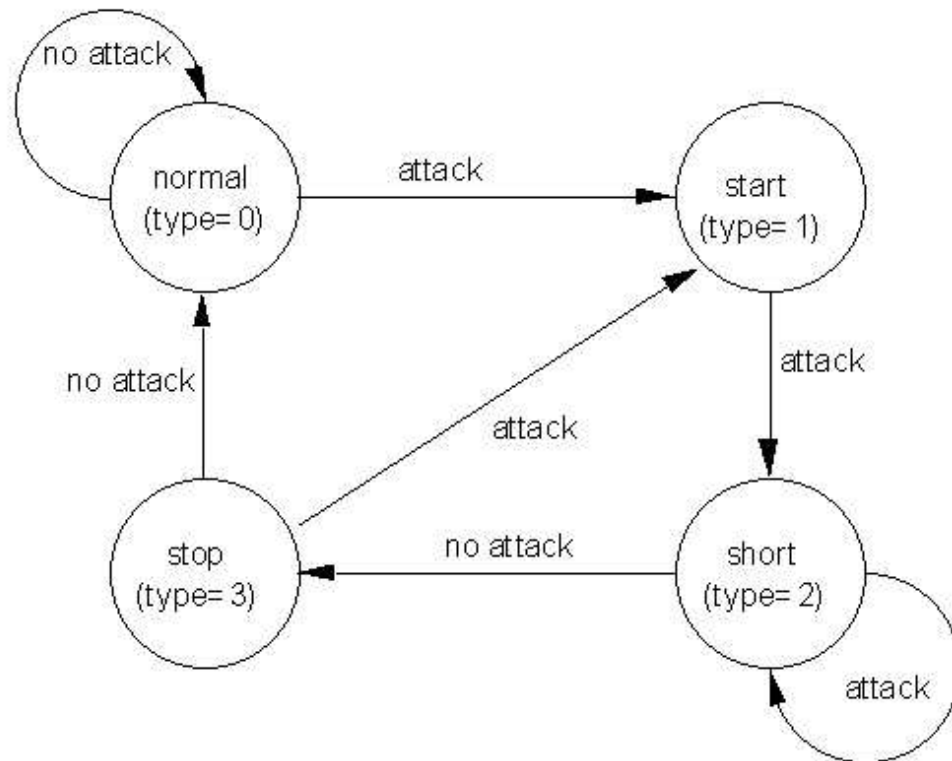 no attack
normal
(type= 0)
attack
start
(type= 1)
no attack
attack
attack
stop
(type= 3)
no attack
short
(type= 2)
attack